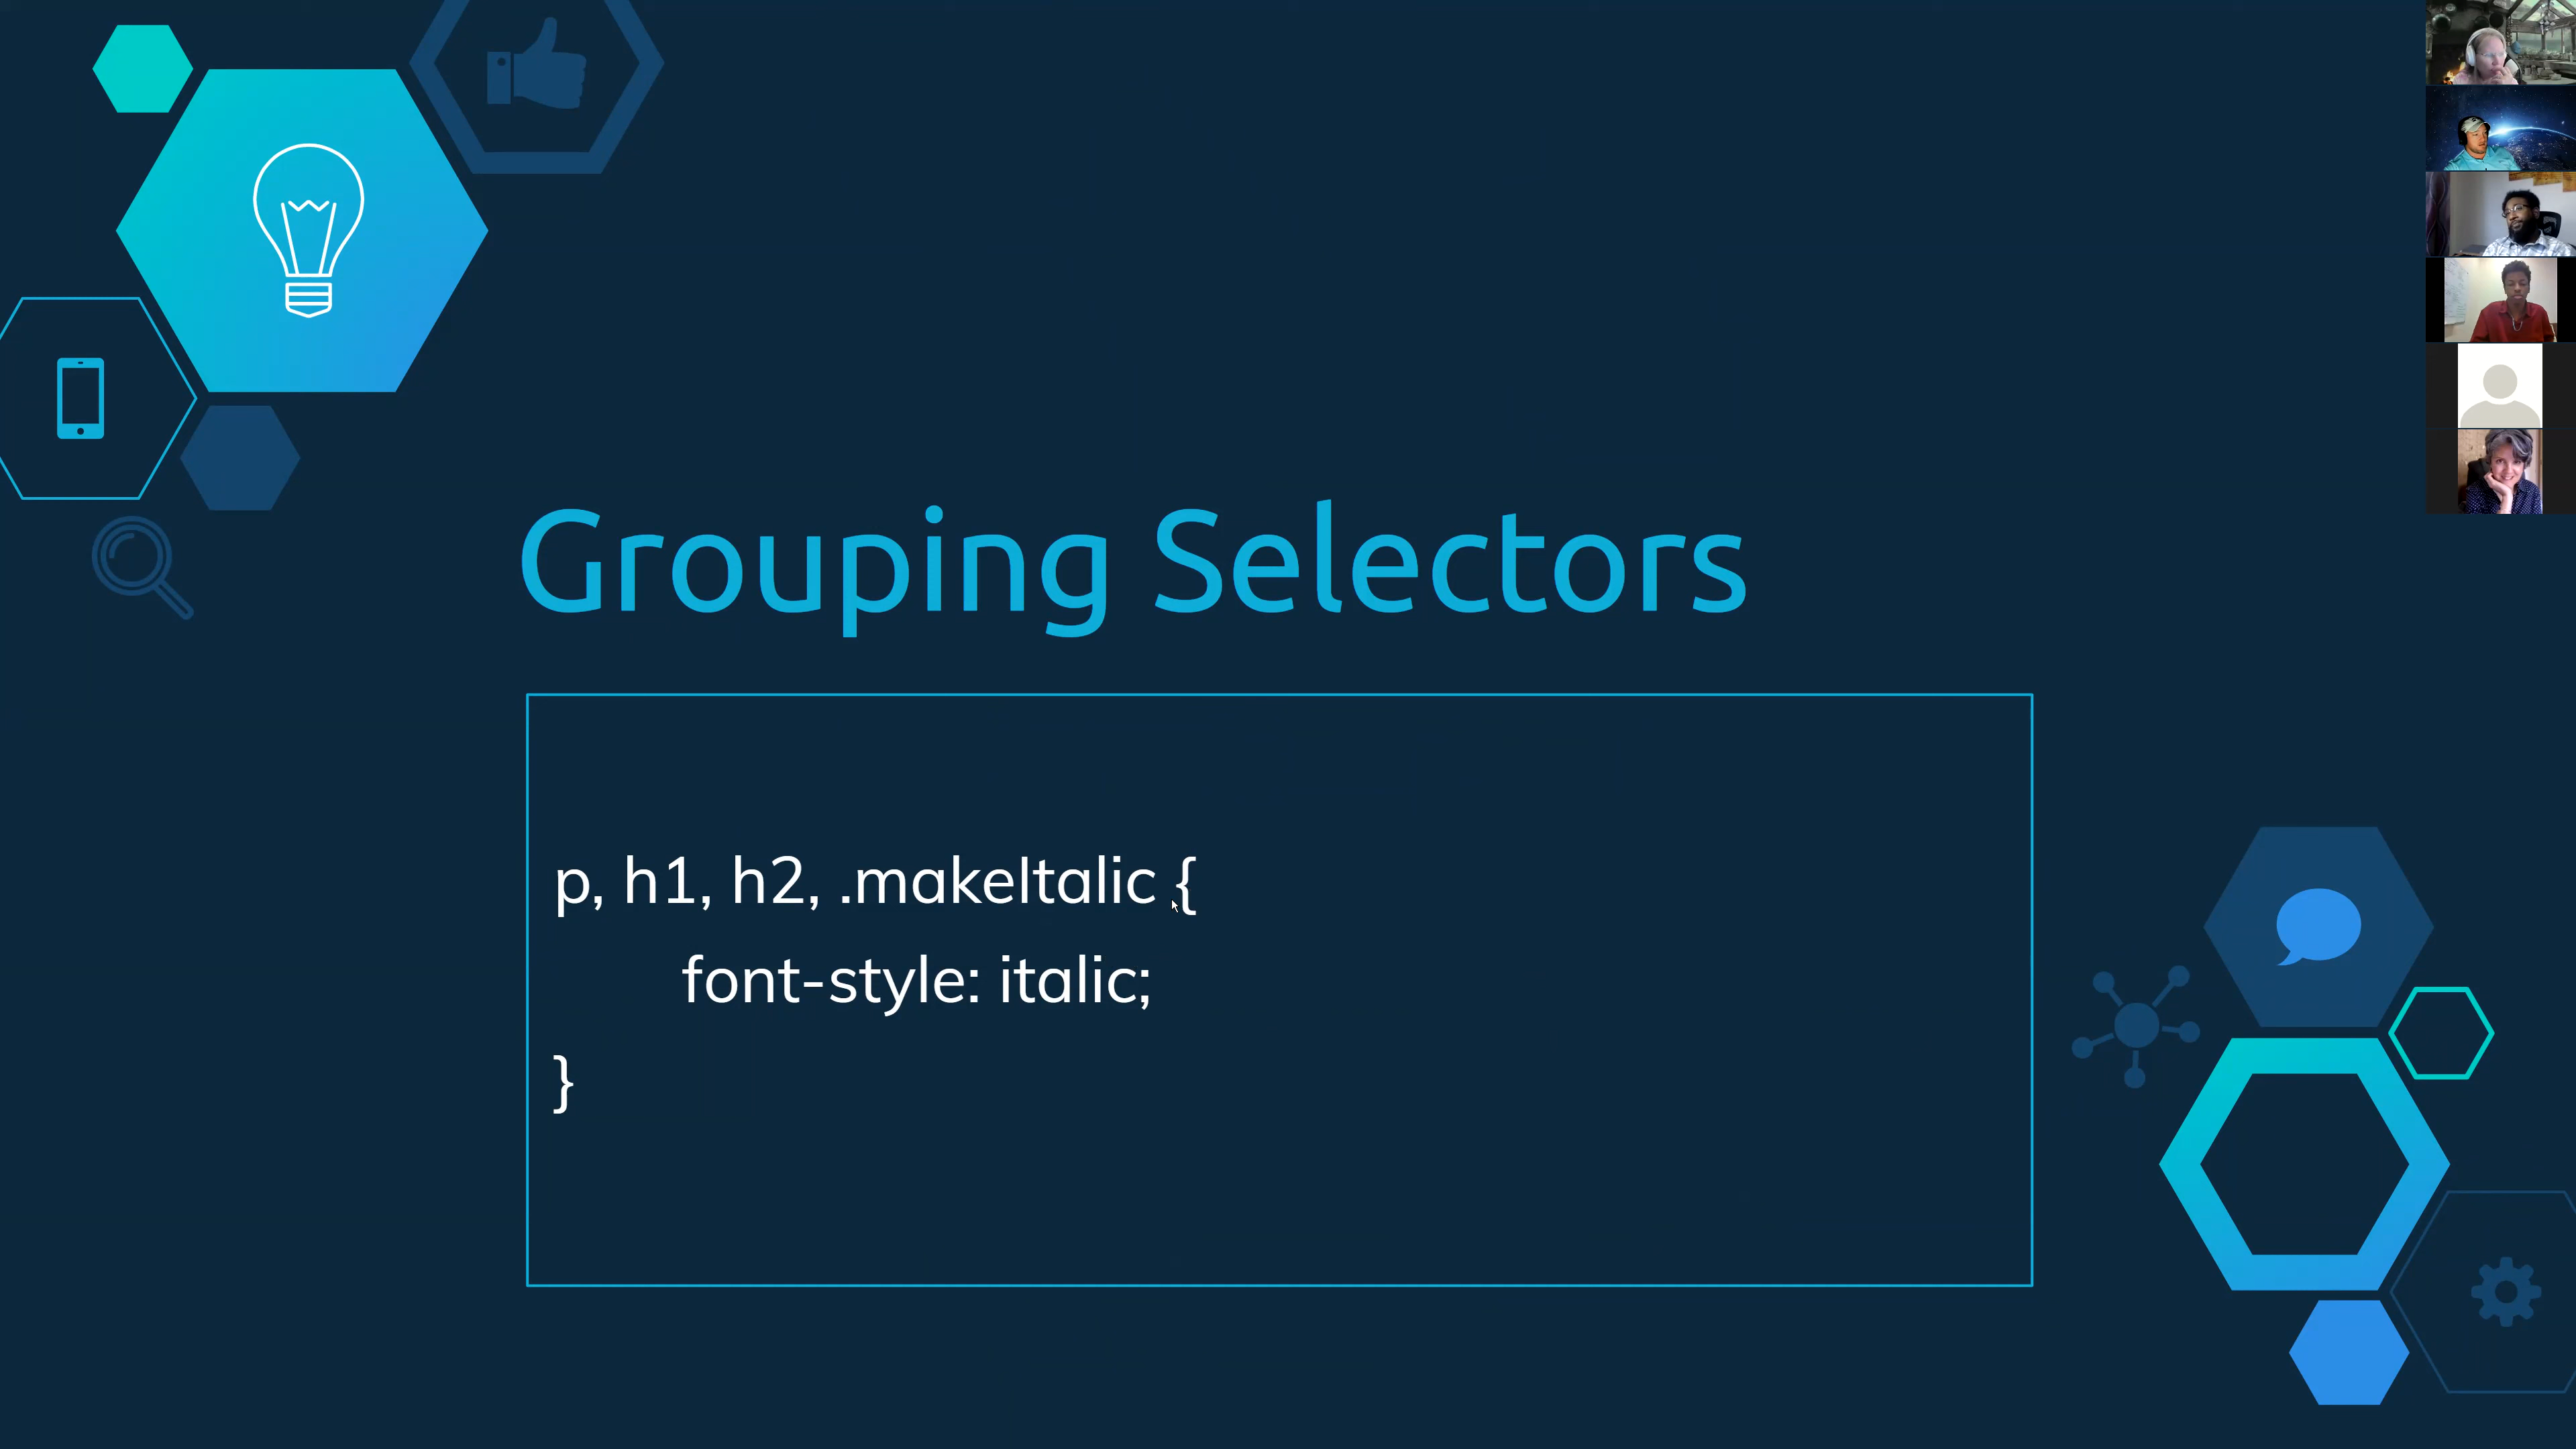 Grouping Selectors
p, h1, h2, .makeItalic {
font-style: italic;
}